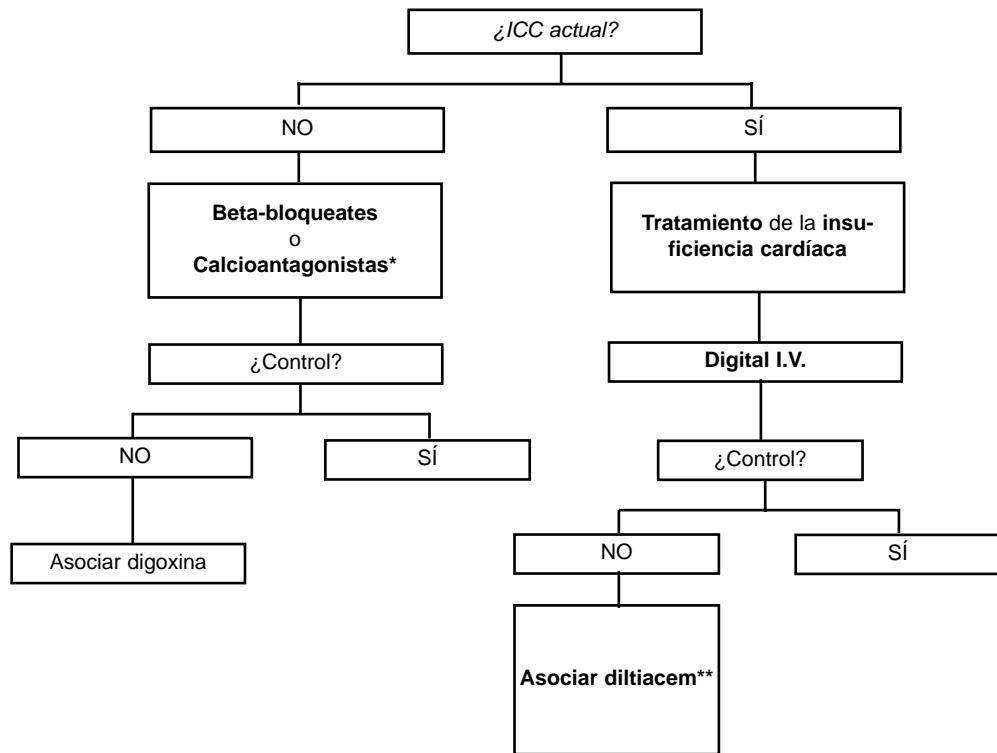 ¿ICC actual?
NO
SÍ
Beta-bloqueates
o
Calcioantagonistas*
Tratamiento de la insu-
ficiencia cardíaca
¿Control?
Digital I.V.
NO
SÍ
¿Control?
Asociar digoxina
NO
SÍ
Asociar diltiacem**